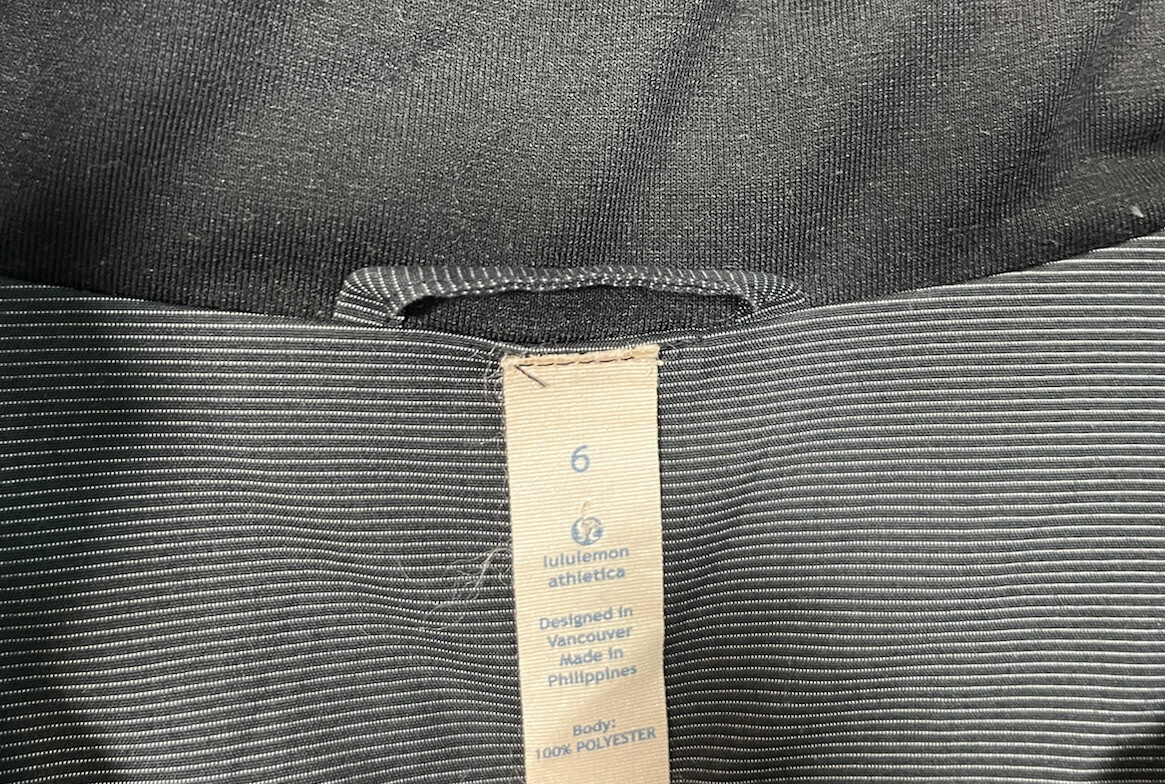 6
lululemon
athletica
Designed in
Vancouver
Made in
Philippines
Body:
100% POLYESTER